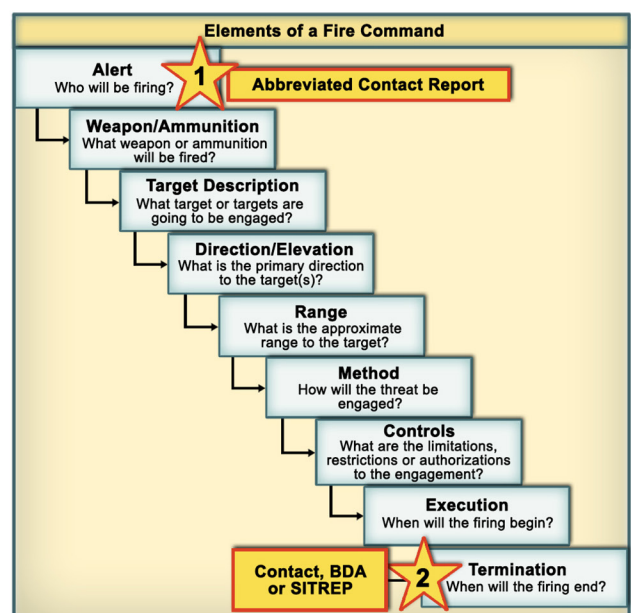 Elements of a Fire Command
Alert
Who will be firing?
1
Abbreviated Contact Report
Weapon/Ammunition
What weapon or ammunition
will be fired?
Target Description
What target or targets are
going to be engaged?
Direction/Elevation
What is the primary direction
to the target(s)?
Range
What is the approximate
range to the target?
Method
How will the threat be
engaged?
Controls
What are the limitations,
restrictions or authorizations
to the engagement?
Execution
When will the firing begin?
Contact, BDA
or SITREP
2
Termination
When will the firing end?